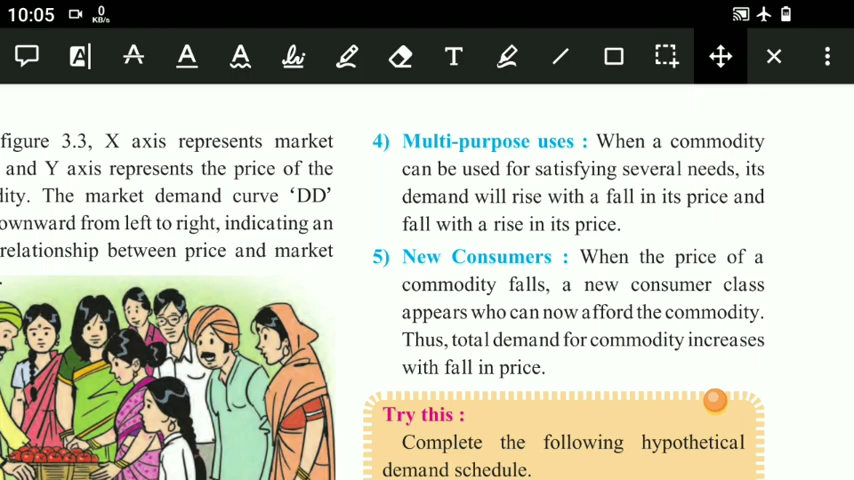 10:05
0
KB/s
T
figure 3.3, X axis represents market
and Y axis represents the price of the
dity. The market demand curve ‘DD’
ownward from left to right, indicating an
relationship between price and market
4) Multi-purpose uses : When a commodity
can be used for satisfying several needs, its
demand will rise with a fall in its price and
fall with a rise in its price.
5) New Consumers : When the price of a
commodity falls, a new consumer class
appears who can now afford the commodity.
Thus, total demand for commodity increases
with fall in price.
Try this :
Complete the following hypothetical
demand schedule.